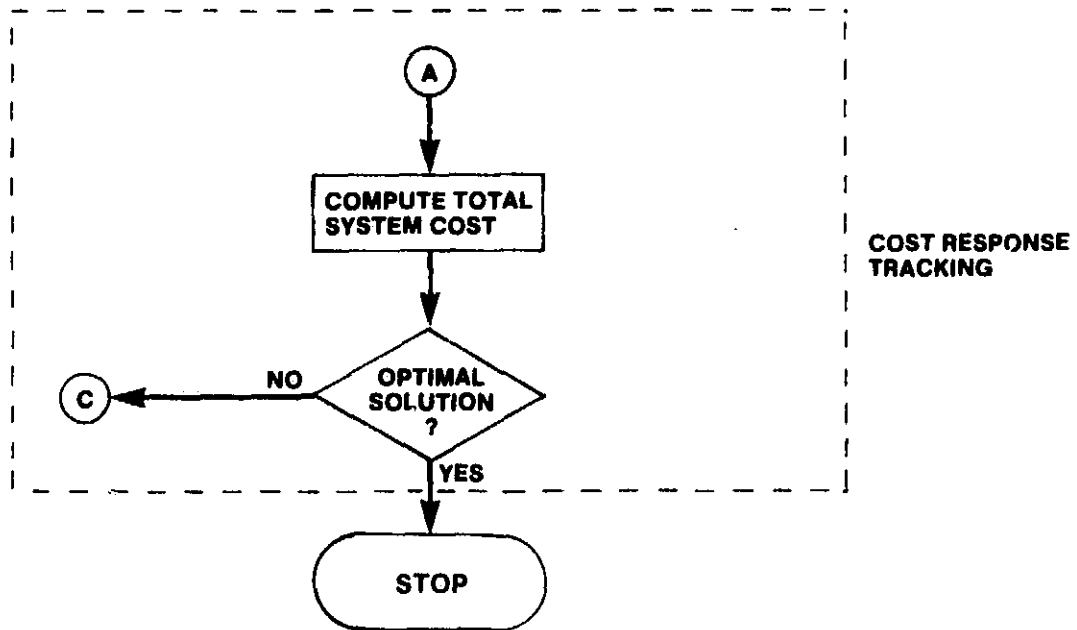 A
COMPUTE TOTAL
SYSTEM COST
COST RESPONSE
TRACKING
NO
OPTIMAL
SOLUTION
?
C
YES
STOP